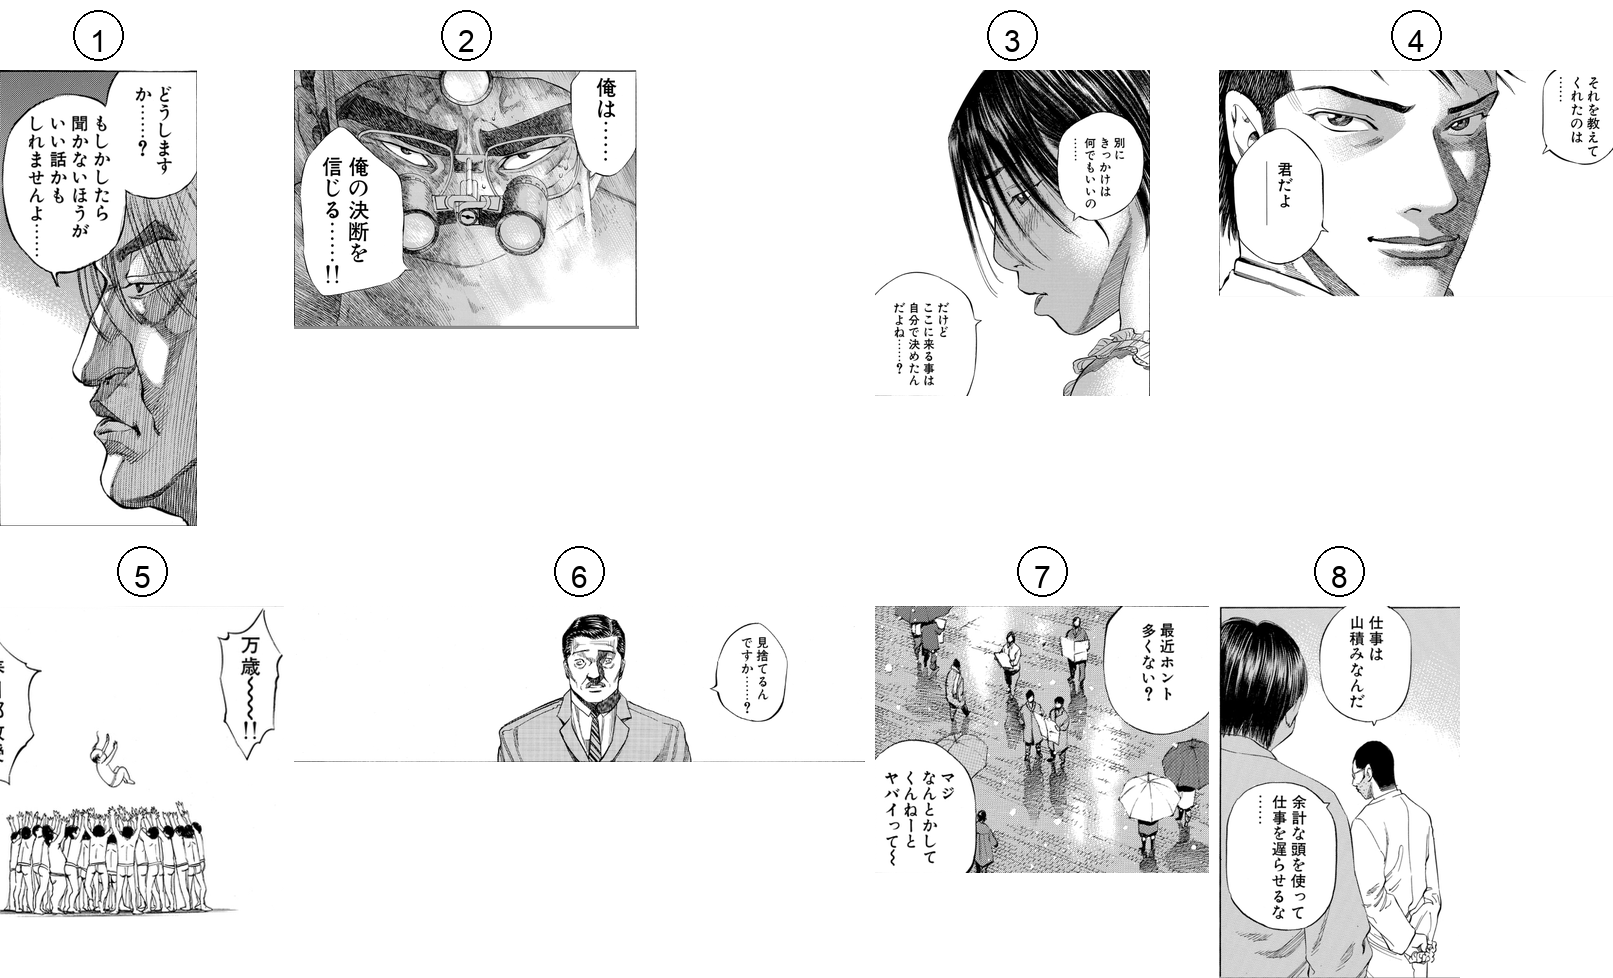 1
どうします
か……?
もしかしたら
聞かないほうが
いい話かも
しれませんよ……
2
俺は……
俺の決断を
信じる……!!
3
別に
きっかけは
何でもいいの
……
だけど
ここに来る事は
自分で決めたん
だよね……?
4
それを教えて
くれたのは
……
君だよ――
5
万歳〜〜!!
6
見捨てるん
ですか……?
7
最近ホント
多くない?
マジ
なんとかして
くんねーと
ヤバイって〜
8
仕事は
山積みなんだ
余計な頭を使って
仕事を遅らせるな
……